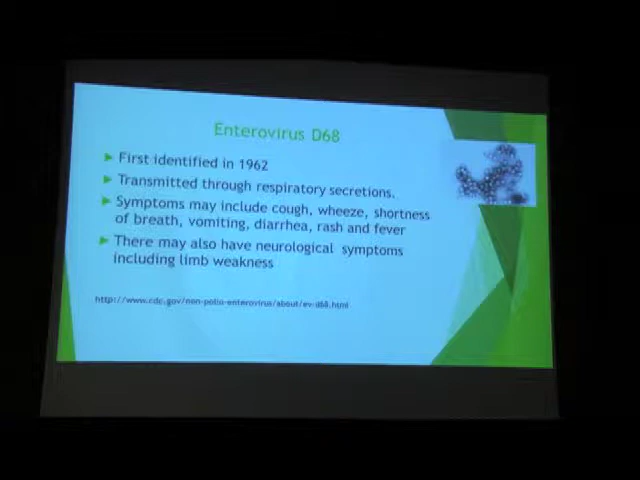 Enterovirus D68
First identified in 1962
Transmitted through respiratory secretions.
Symptoms may include cough, wheeze, shortness
of breath, vomiting, diarrhea, rash and fever
There may also have neurological symptoms
including limb weakness
http://www.cdc.gov/non-polio-enterovirus/about/ev-d68.html